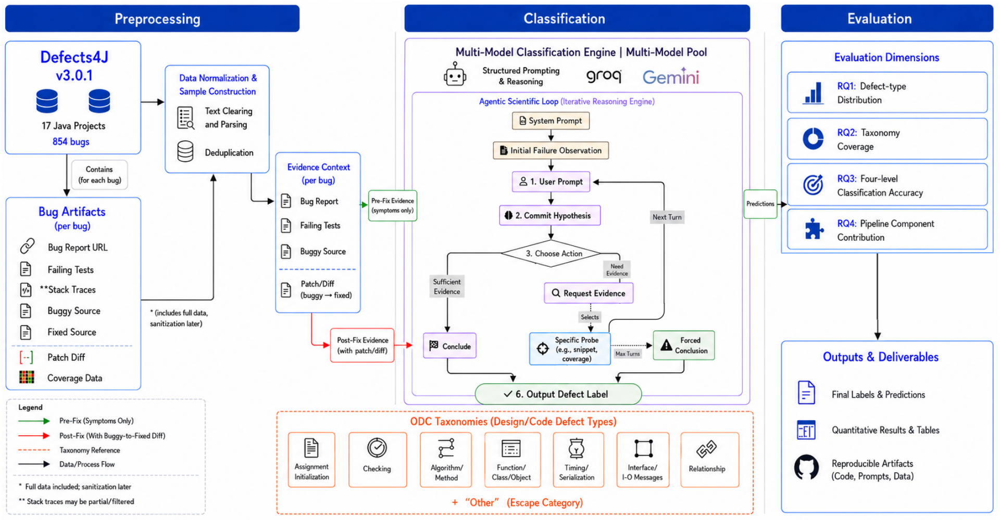 Preprocessing
Defects4J
v3.0.1
17 Java Projects
854 bugs
Contains
(for each bug)
Bug Artifacts
(per bug)
Bug Report URL
Failing Tests
**Stack Traces
Buggy Source
Fixed Source
Patch Diff
Coverage Data
* (includes full data,
sanitization later)
Data Normalization &
Sample Construction
Text Clearing
and Parsing
Deduplication
Evidence Context
(per bug)
Bug Report
Failing Tests
Buggy Source
Patch/Diff
(buggy → fixed)
Pre-Fix Evidence
(symptoms only)
Post-Fix Evidence
(with patch/diff)
Legend
Pre-Fix (Symptoms Only)
Post-Fix (With Buggy-to-Fixed Diff)
Taxonomy Reference
Data/Process Flow
* Full data included; sanitization later
** Stack traces may be partial/filtered
Classification
Multi-Model Classification Engine | Multi-Model Pool
Structured Prompting
& Reasoning
groq
Gemini
Agentic Scientific Loop (Iterative Reasoning Engine)
System Prompt
Initial Failure Observation
1. User Prompt
2. Commit Hypothesis
Next Turn
3. Choose Action
Need
Evidence
Sufficient
Evidence
Request Evidence
Selects
Conclude
Specific Probe
(e.g., snippet,
coverage)
Max Turns
Forced
Conclusion
✓ 6. Output Defect Label
ODC Taxonomies (Design/Code Defect Types)
Assignment
Initialization
Checking
Algorithm/
Method
Function/
Class/Object
Timing/
Serialization
Interface/
I-O Messages
Relationship
+ “Other” (Escape Category)
Predictions
Evaluation
Evaluation Dimensions
RQ1: Defect-type
Distribution
RQ2: Taxonomy
Coverage
RQ3: Four-level
Classification Accuracy
RQ4: Pipeline Component
Contribution
Outputs & Deliverables
Final Labels & Predictions
Quantitative Results & Tables
Reproducible Artifacts
(Code, Prompts, Data)